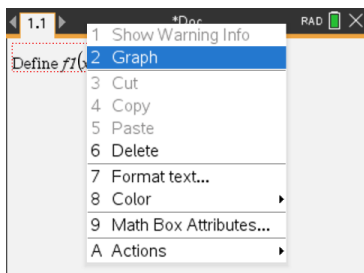 1.1 *Doc RAD
1 Show Warning Info
Define f1(x
2 Graph
3 Cut
4 Copy
5 Paste
6 Delete
7 Format text...
8 Color
9 Math Box Attributes...
A Actions